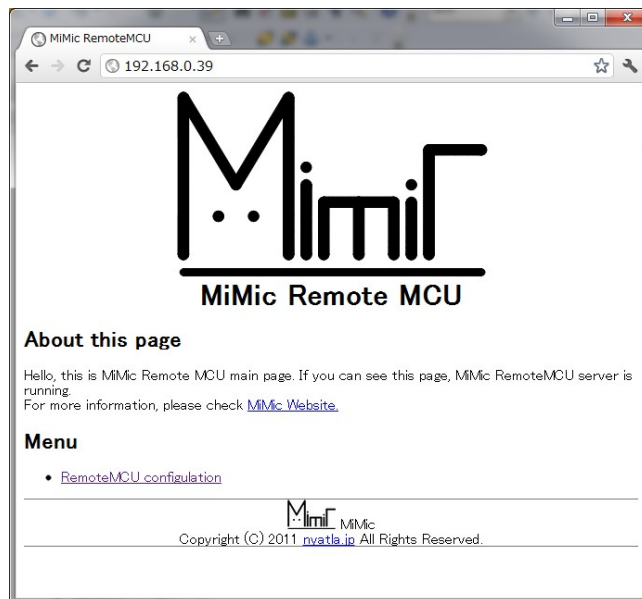 MiMic RemoteMCU
192.168.0.39
Mimic
MiMic Remote MCU
About this page
Hello, this is MiMic Remote MCU main page. If you can see this page, MiMic RemoteMCU server is
running.
For more information, please check MiMic Website.
Menu
RemoteMCU configulation
Mimic MiMic
Copyright (C) 2011 nyatla.jp All Rights Reserved.